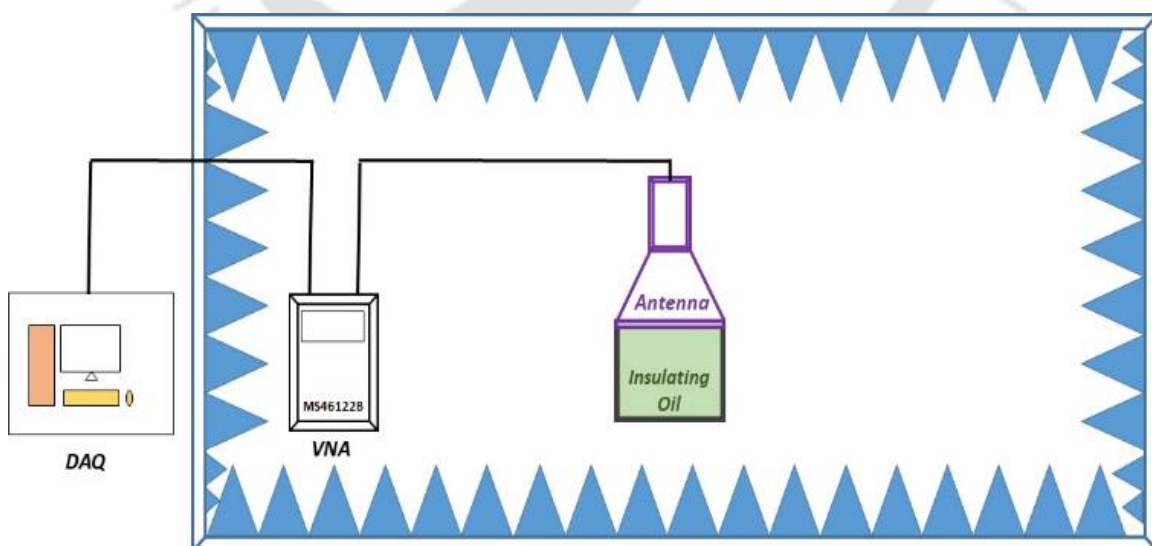 Antenna
Insulating
Oil
MS46122B
VNA
DAQ